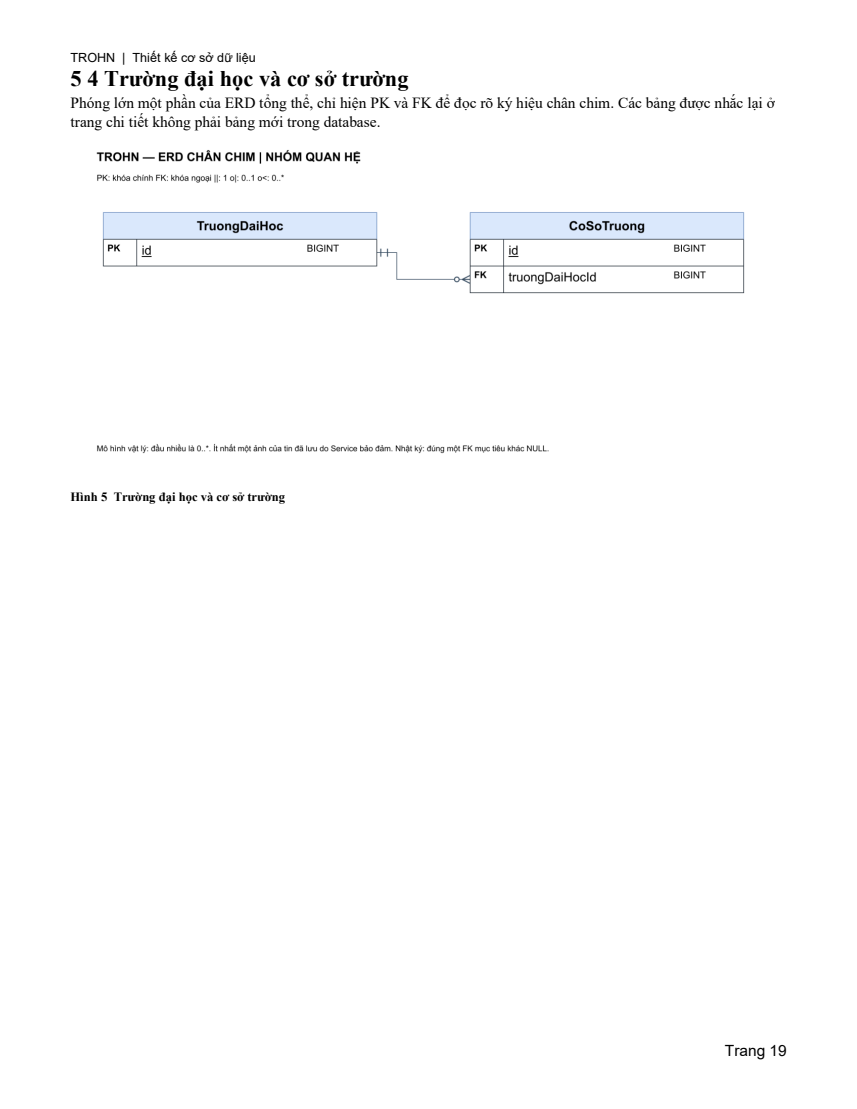 TROHN | Thiết kế cơ sở dữ liệu
5 4 Trường đại học và cơ sở trường
Phóng lớn một phần của ERD tổng thể, chỉ hiện PK và FK để đọc rõ ký hiệu chân chim. Các bảng được nhắc lại ở
trang chi tiết không phải bảng mới trong database.
TROHN — ERD CHÂN CHIM | NHÓM QUAN HỆ
PK: khóa chính FK: khóa ngoại ||: 1 o|: 0..1 o<: 0..*
TruongDaiHoc
PK id BIGINT
CoSoTruong
PK id BIGINT
FK truongDaiHocId BIGINT
Mô hình vật lý: đầu nhiều là 0..*. Ít nhất một ảnh của tin đã lưu do Service bảo đảm. Nhật ký: đúng một FK mục tiêu khác NULL.
Hình 5 Trường đại học và cơ sở trường
Trang 19